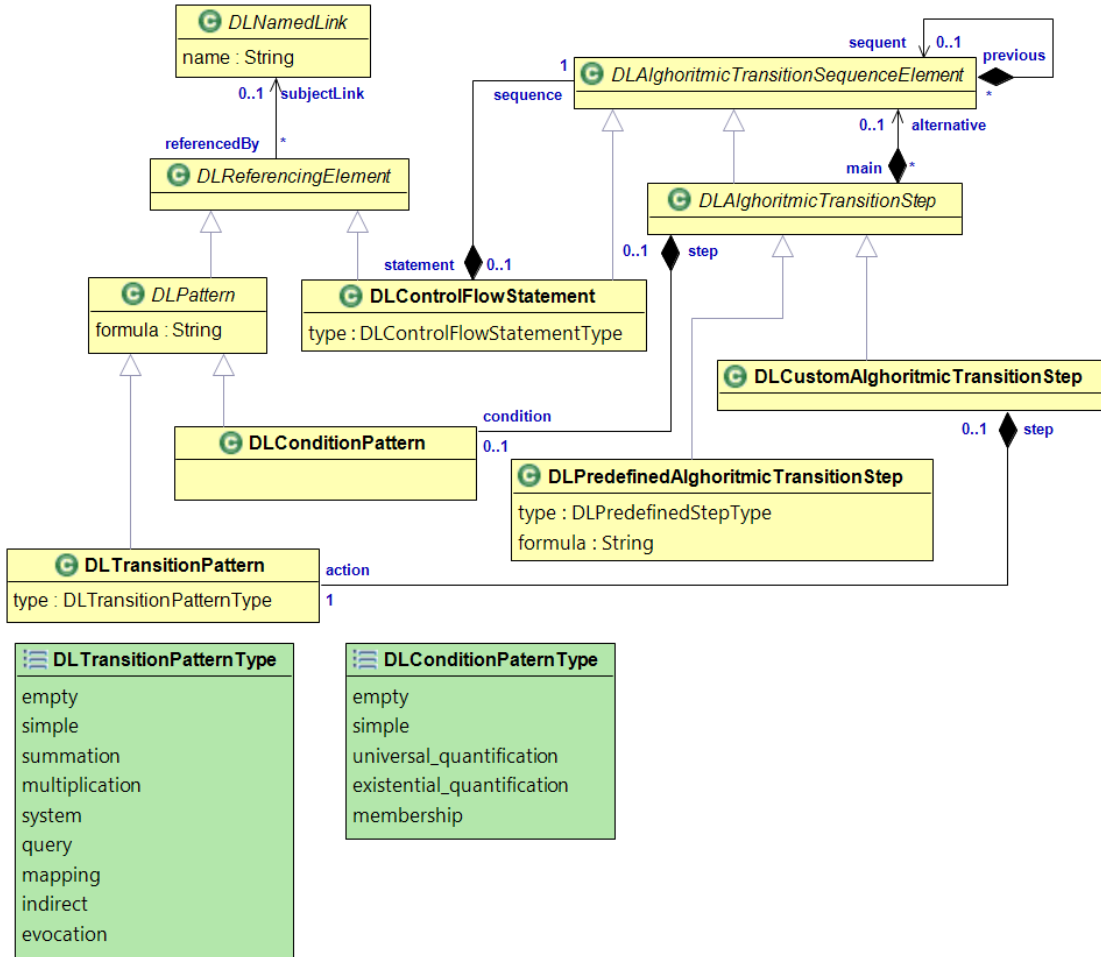 DLNamedLink
name : String
0..1 subjectLink
referencedBy *
DLReferencingElement
sequent 0..1
previous
1
DLAlghoritmicTransitionSequenceElement
sequence
*
0..1 alternative
main *
DLAlghoritmicTransitionStep
0..1 step
statement 0..1
DLPattern
formula : String
DLControlFlowStatement
type : DLControlFlowStatementType
DLCustomAlghoritmicTransitionStep
condition
0..1
0..1 step
DLConditionPattern
DLPredefinedAlghoritmicTransitionStep
type : DLPredefinedStepType
formula : String
DLTransitionPattern
type : DLTransitionPatternType
action
1
DLTransitionPatternType
empty
simple
summation
multiplication
system
query
mapping
indirect
evocation
DLConditionPaternType
empty
simple
universal_quantification
existential_quantification
membership